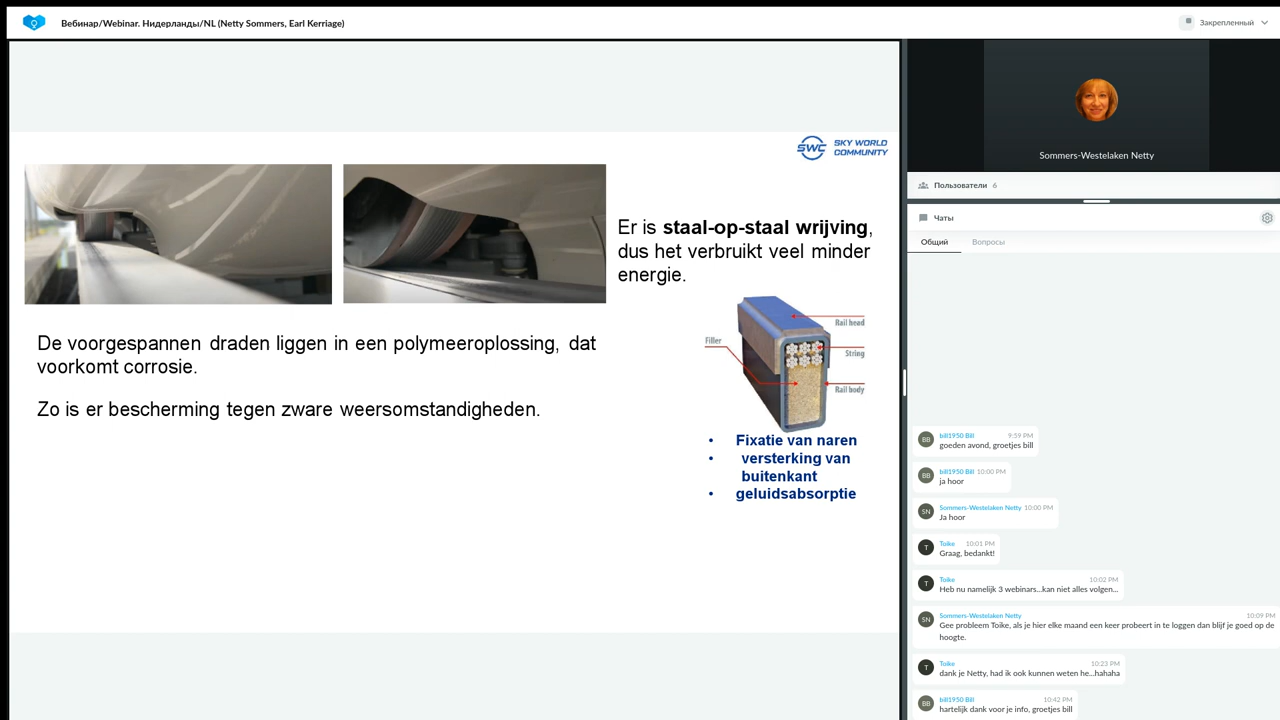 Вебинар/Webinar. Нидерланды/NL (Netty Sommers, Earl Kerriage)
Закрепленный
SWC SKY WORLD
COMMUNITY
Er is staal-op-staal wrijving,
dus het verbruikt veel minder
energie.
De voorgespannen draden liggen in een polymeeroplossing, dat
voorkomt corrosie.
Zo is er bescherming tegen zware weersomstandigheden.
Rail head
Filler
String
Rail body
• Fixatie van naren
• versterking van
buitenkant
• geluidsabsorptie
Sommers-Westelaken Netty
Пользователи 6
Чаты
Общий Вопросы
BB bill1950 Bill 9:59 PM
goeden avond, groetjes bill
BB bill1950 Bill 10:00 PM
ja hoor
SN Sommers-Westelaken Netty 10:00 PM
Ja hoor
T Toike 10:01 PM
Graag, bedankt!
T Toike 10:02 PM
Heb nu namelijk 3 webinars...kan niet alles volgen...
SN Sommers-Westelaken Netty 10:09 PM
Gee probleem Toike, als je hier elke maand een keer probeert in te loggen dan blijf je goed op de
hoogte.
T Toike 10:23 PM
dank je Netty, had ik ook kunnen weten he...hahaha
BB bill1950 Bill 10:42 PM
hartelijk dank voor je info, groetjes bill